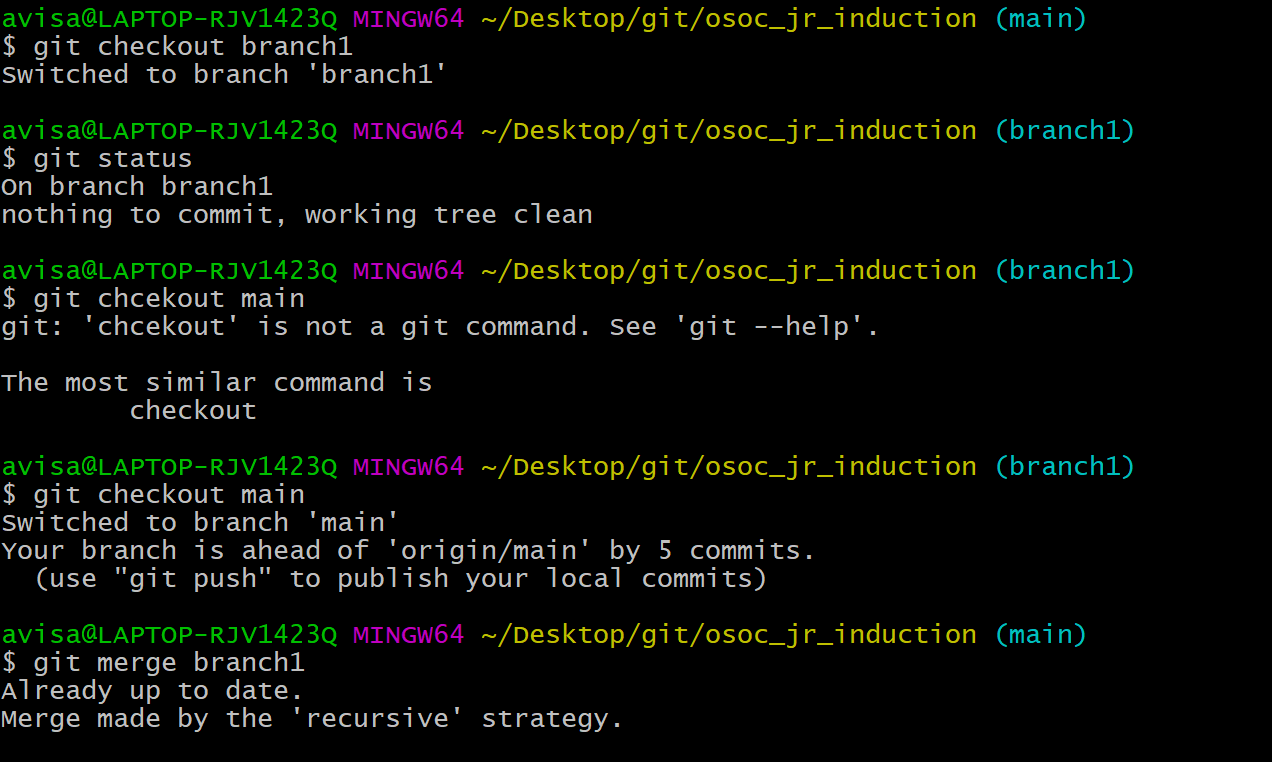 avisa@LAPTOP-RJV1423Q MINGW64 ~/Desktop/git/osoc_jr_induction (main)
$ git checkout branch1
Switched to branch 'branch1'
avisa@LAPTOP-RJV1423Q MINGW64 ~/Desktop/git/osoc_jr_induction (branch1)
$ git status
On branch branch1
nothing to commit, working tree clean
avisa@LAPTOP-RJV1423Q MINGW64 ~/Desktop/git/osoc_jr_induction (branch1)
$ git chcekout main
git: 'chcekout' is not a git command. See 'git --help'.
The most similar command is
        checkout
avisa@LAPTOP-RJV1423Q MINGW64 ~/Desktop/git/osoc_jr_induction (branch1)
$ git checkout main
Switched to branch 'main'
Your branch is ahead of 'origin/main' by 5 commits.
  (use "git push" to publish your local commits)
avisa@LAPTOP-RJV1423Q MINGW64 ~/Desktop/git/osoc_jr_induction (main)
$ git merge branch1
Already up to date.
Merge made by the 'recursive' strategy.